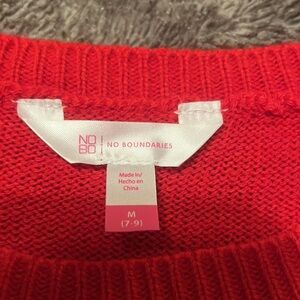 NO
BO
NO BOUNDARIES
Made in/
Hecho en
China
M
(7-9)